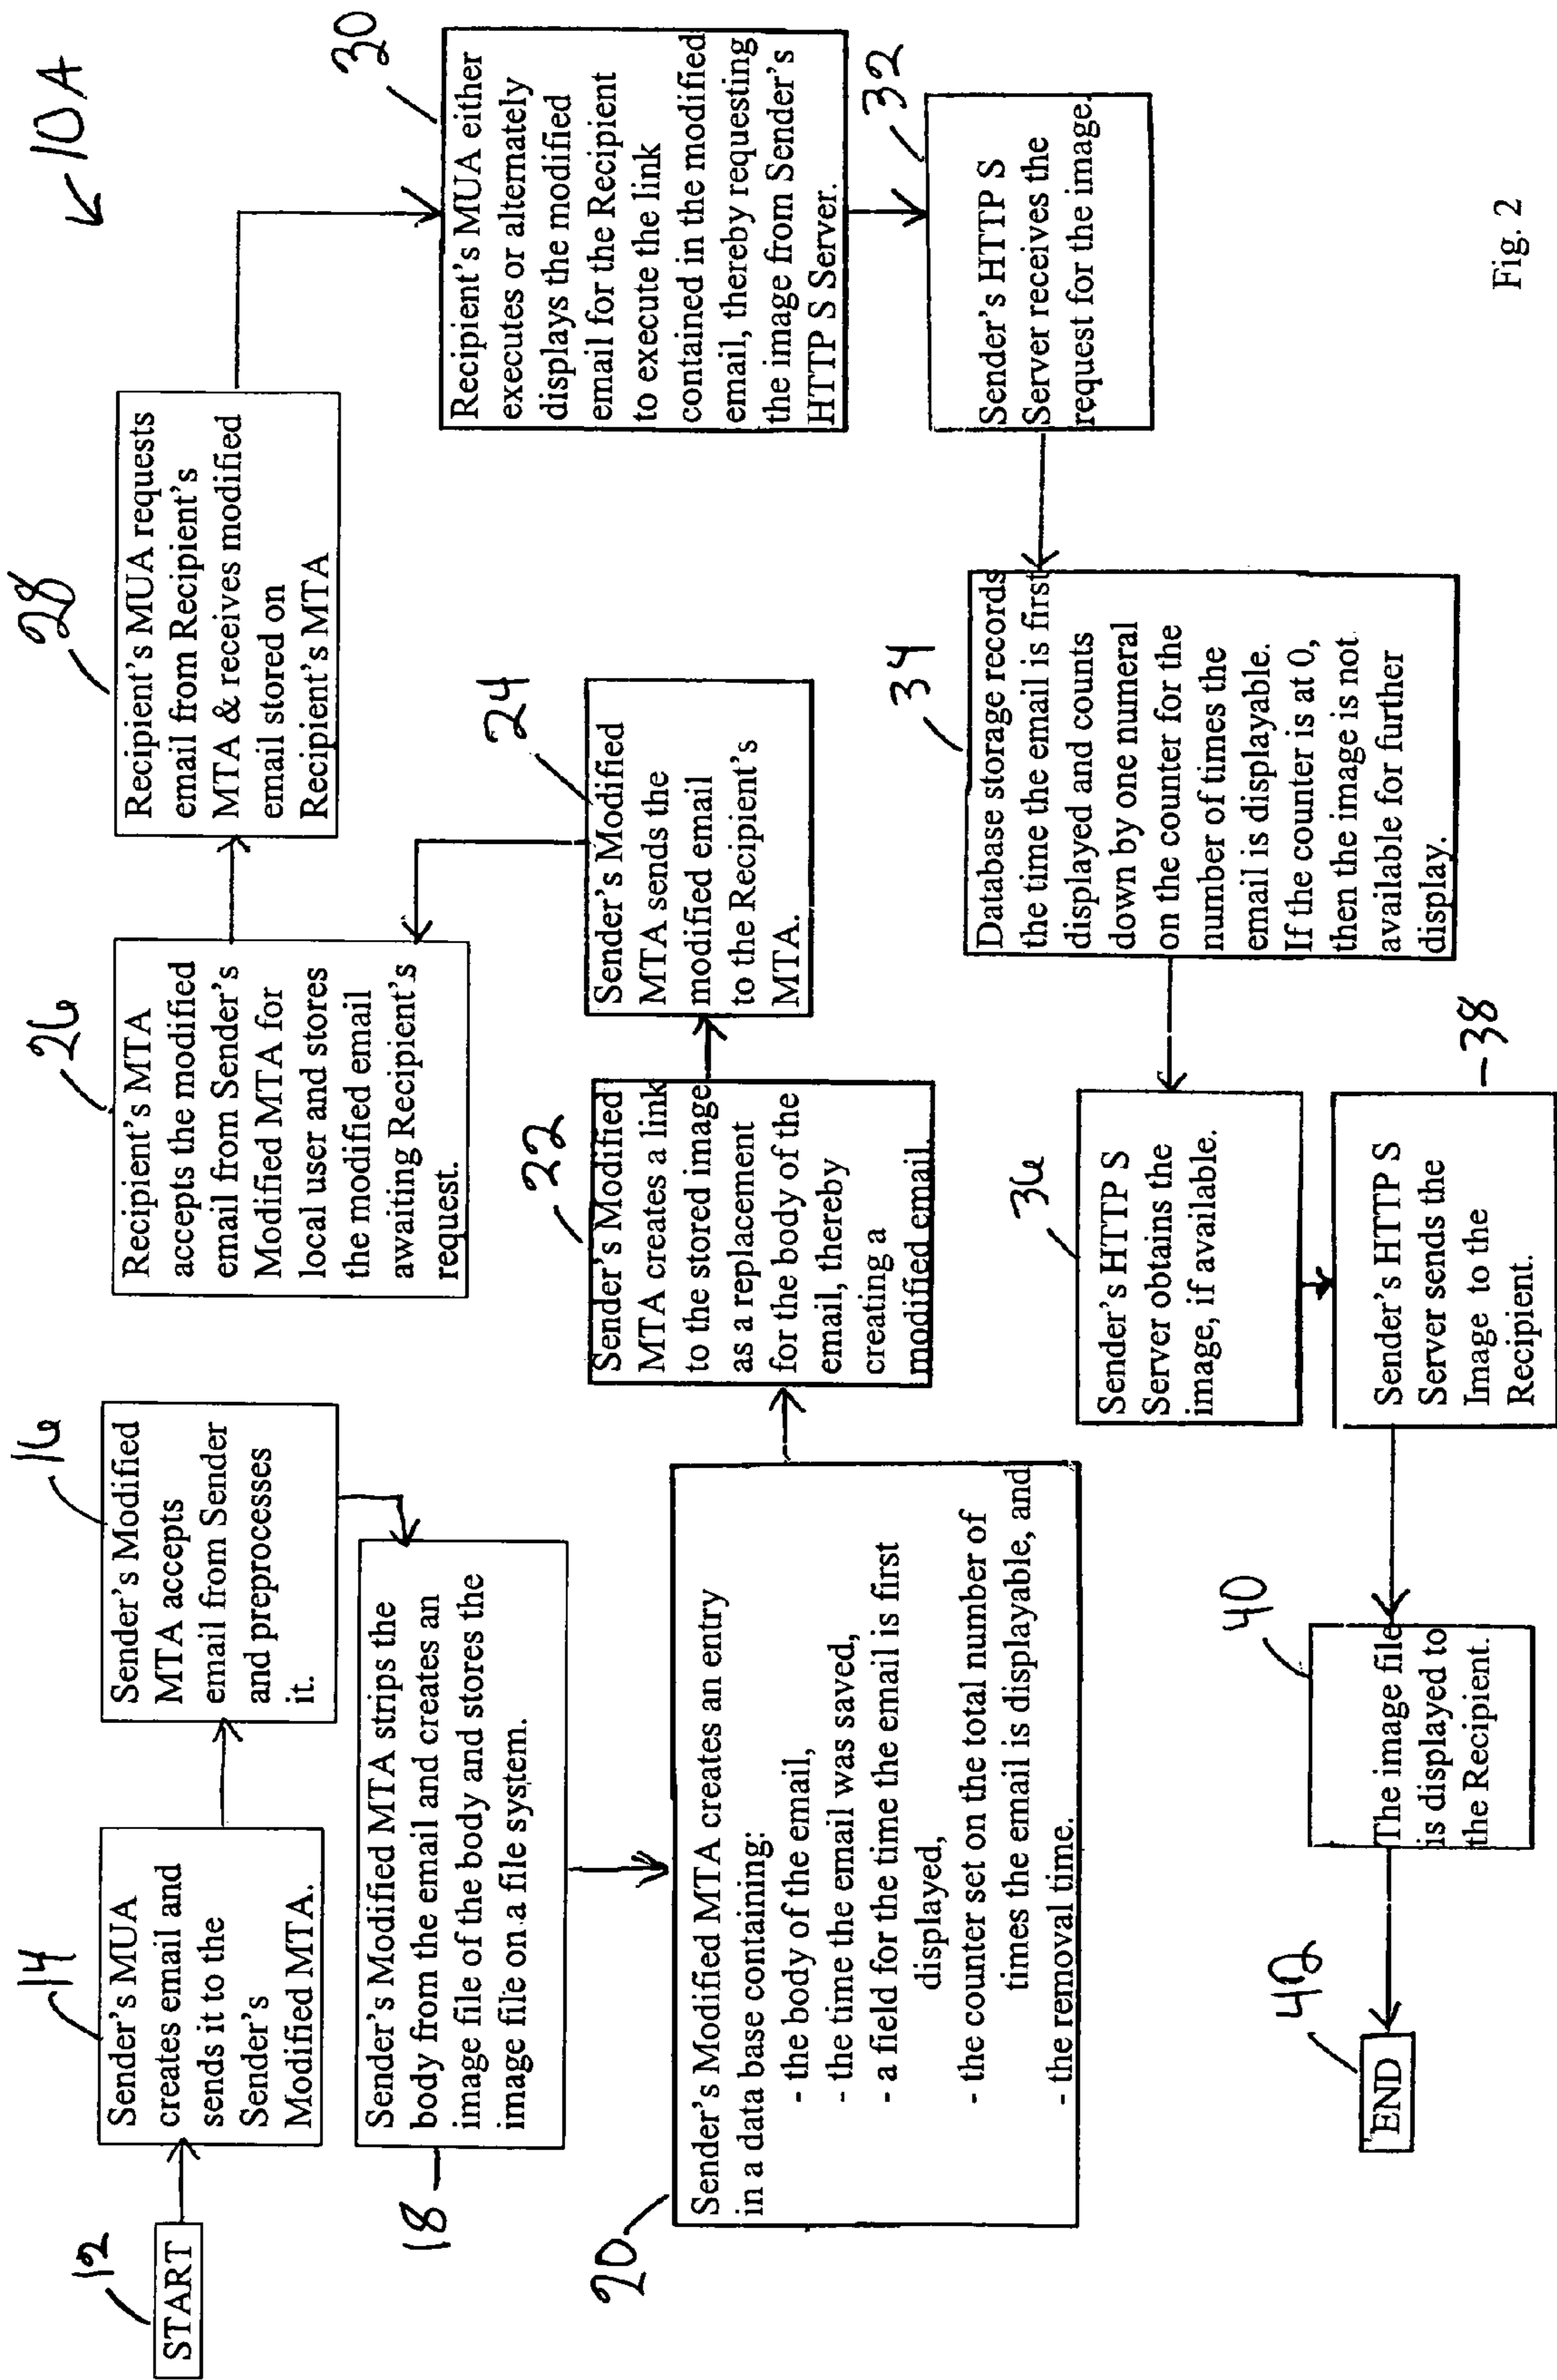 10A
12
START
14
Sender's MUA
creates email and
sends it to the
Sender's
Modified MTA.
16
Sender's Modified
MTA accepts
email from Sender
and preprocesses
it.
18
Sender's Modified MTA strips the
body from the email and creates an
image file of the body and stores the
image file on a file system.
20
Sender's Modified MTA creates an entry
in a data base containing:
- the body of the email,
- the time the email was saved,
- a field for the time the email is first
displayed,
- the counter set on the total number of
times the email is displayable, and
- the removal time.
22
Sender's Modified
MTA creates a link
to the stored image
as a replacement
for the body of the
email, thereby
creating a
modified email.
24
Sender's Modified
MTA sends the
modified email
to the Recipient's
MTA.
26
Recipient's MTA
accepts the modified
email from Sender's
Modified MTA for
local user and stores
the modified email
awaiting Recipient's
request.
28
Recipient's MUA requests
email from Recipient's
MTA & receives modified
email stored on
Recipient's MTA
30
Recipient's MUA either
executes or alternately
displays the modified
email for the Recipient
to execute the link
contained in the modified
email, thereby requesting
the image from Sender's
HTTP S Server.
32
Sender's HTTP S
Server receives the
request for the image.
34
Database storage records
the time the email is first
displayed and counts
down by one numeral
on the counter for the
number of times the
email is displayable.
If the counter is at 0,
then the image is not
available for further
display.
36
Sender's HTTP S
Server obtains the
image, if available.
38
Sender's HTTP S
Server sends the
Image to the
Recipient.
40
The image file
is displayed to
the Recipient.
42
END
Fig. 2